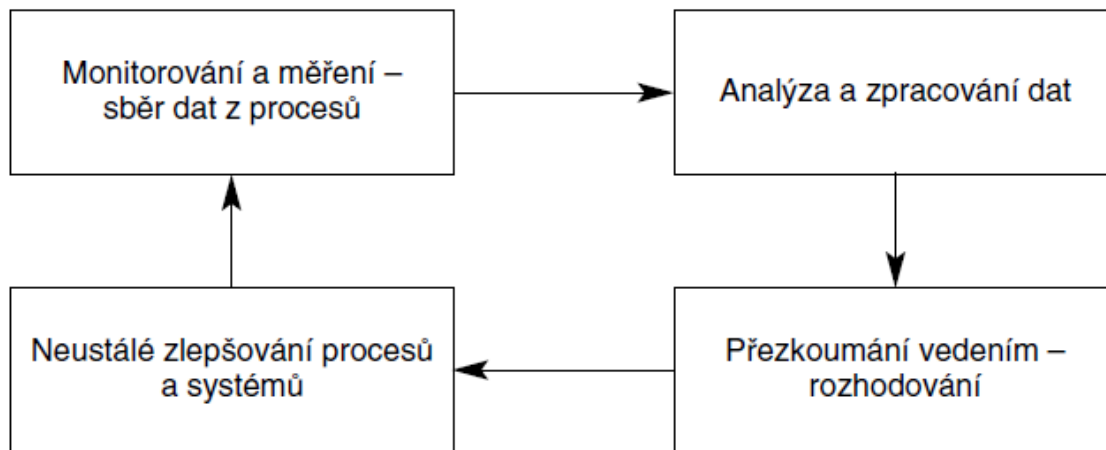 Monitorování a měření –
sběr dat z procesů
Analýza a zpracování dat
Neustálé zlepšování procesů
a systémů
Přezkoumání vedením –
rozhodování